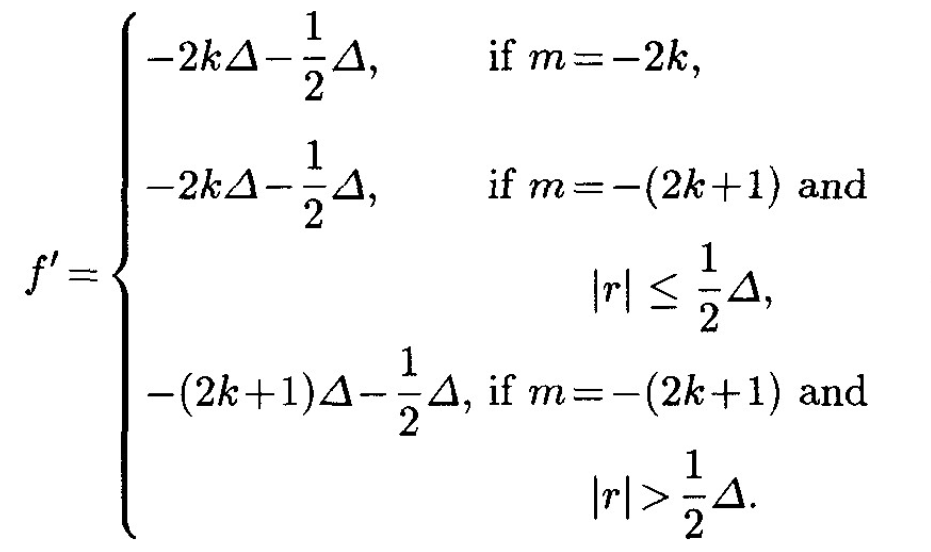 −2kΔ−1/2Δ, if m=−2k,
−2kΔ−1/2Δ, if m=−(2k+1) and
f′= |r| ≤ 1/2Δ,
−(2k+1)Δ−1/2Δ, if m=−(2k+1) and
|r|>1/2Δ.